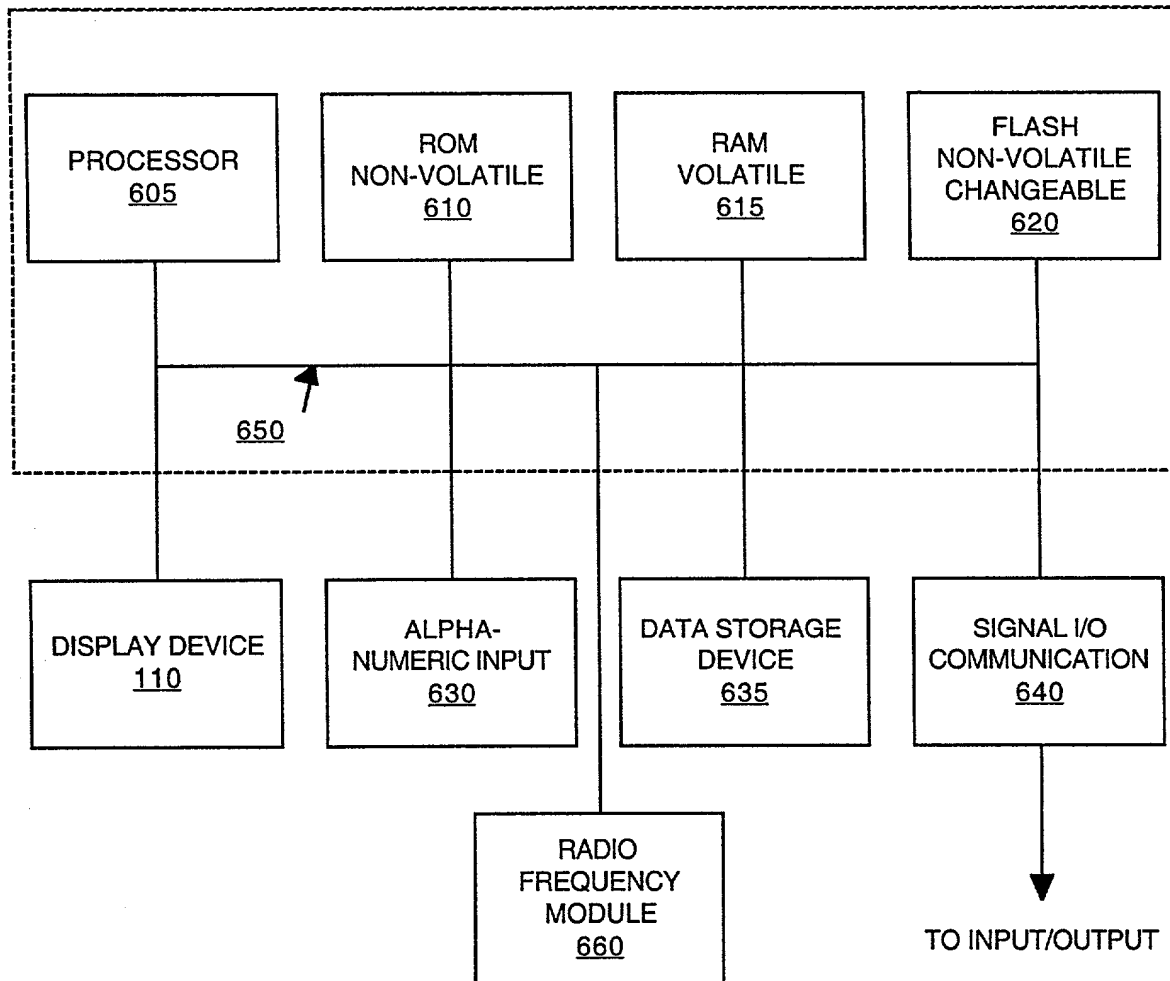 PROCESSOR
605
ROM
NON-VOLATILE
610
RAM
VOLATILE
615
FLASH
NON-VOLATILE
CHANGEABLE
620
650
DISPLAY DEVICE
110
ALPHA-
NUMERIC INPUT
630
DATA STORAGE
DEVICE
635
SIGNAL I/O
COMMUNICATION
640
RADIO
FREQUENCY
MODULE
660
TO INPUT/OUTPUT